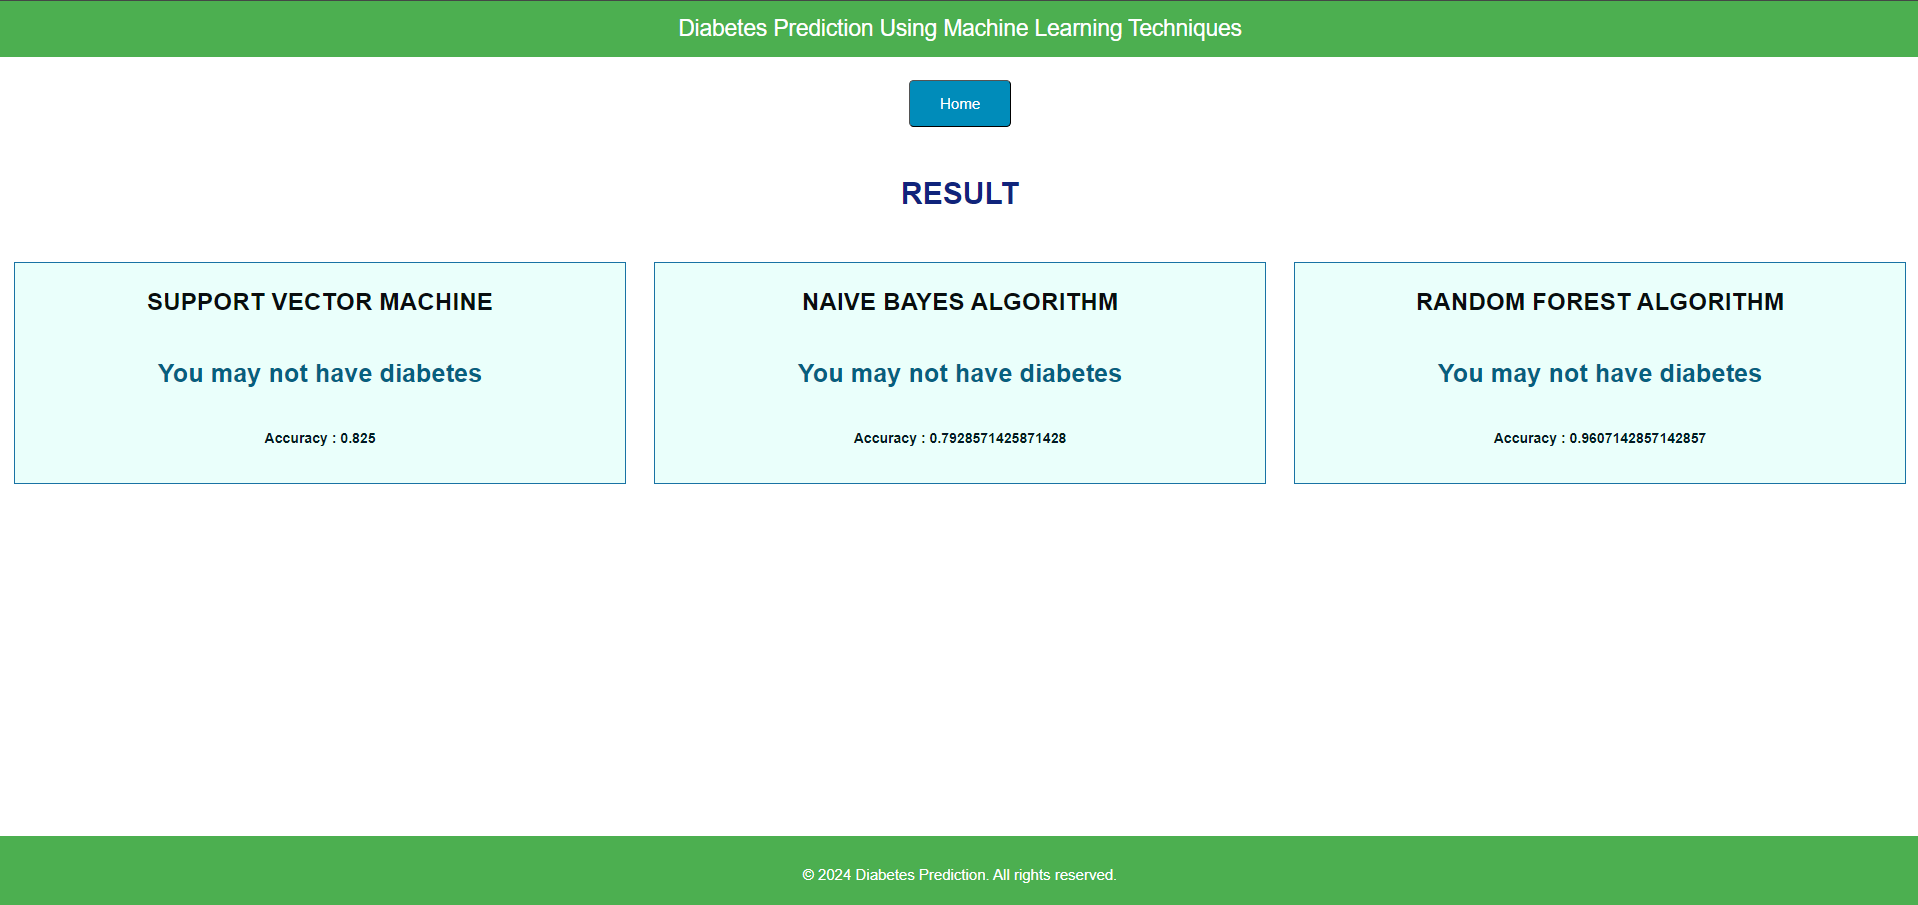 Diabetes Prediction Using Machine Learning Techniques
Home
RESULT
SUPPORT VECTOR MACHINE
You may not have diabetes
Accuracy : 0.825
NAIVE BAYES ALGORITHM
You may not have diabetes
Accuracy : 0.7928571425871428
RANDOM FOREST ALGORITHM
You may not have diabetes
Accuracy : 0.9607142857142857
© 2024 Diabetes Prediction. All rights reserved.